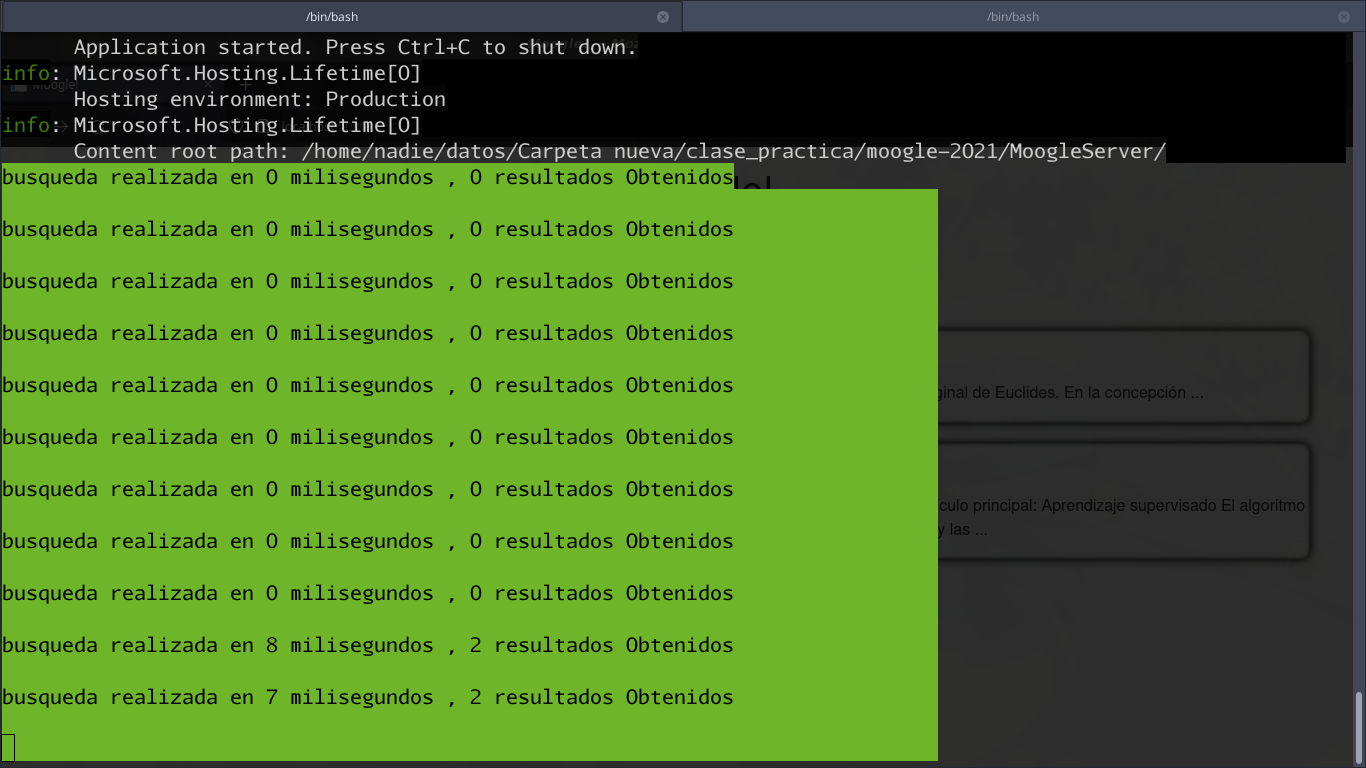 /bin/bash /bin/bash
Application started. Press Ctrl+C to shut down.
info: Microsoft.Hosting.Lifetime[0]
Hosting environment: Production
info: Microsoft.Hosting.Lifetime[0]
Content root path: /home/nadie/datos/Carpeta nueva/clase_practica/moogle-2021/MoogleServer/
busqueda realizada en 0 milisegundos , 0 resultados Obtenidos
busqueda realizada en 0 milisegundos , 0 resultados Obtenidos
busqueda realizada en 0 milisegundos , 0 resultados Obtenidos
busqueda realizada en 0 milisegundos , 0 resultados Obtenidos
busqueda realizada en 0 milisegundos , 0 resultados Obtenidos
busqueda realizada en 0 milisegundos , 0 resultados Obtenidos
busqueda realizada en 0 milisegundos , 0 resultados Obtenidos
busqueda realizada en 0 milisegundos , 0 resultados Obtenidos
busqueda realizada en 0 milisegundos , 0 resultados Obtenidos
busqueda realizada en 8 milisegundos , 2 resultados Obtenidos
busqueda realizada en 7 milisegundos , 2 resultados Obtenidos
de Euclides. En la concepción ...
principal: Aprendizaje supervisado El algoritmo
y las ...